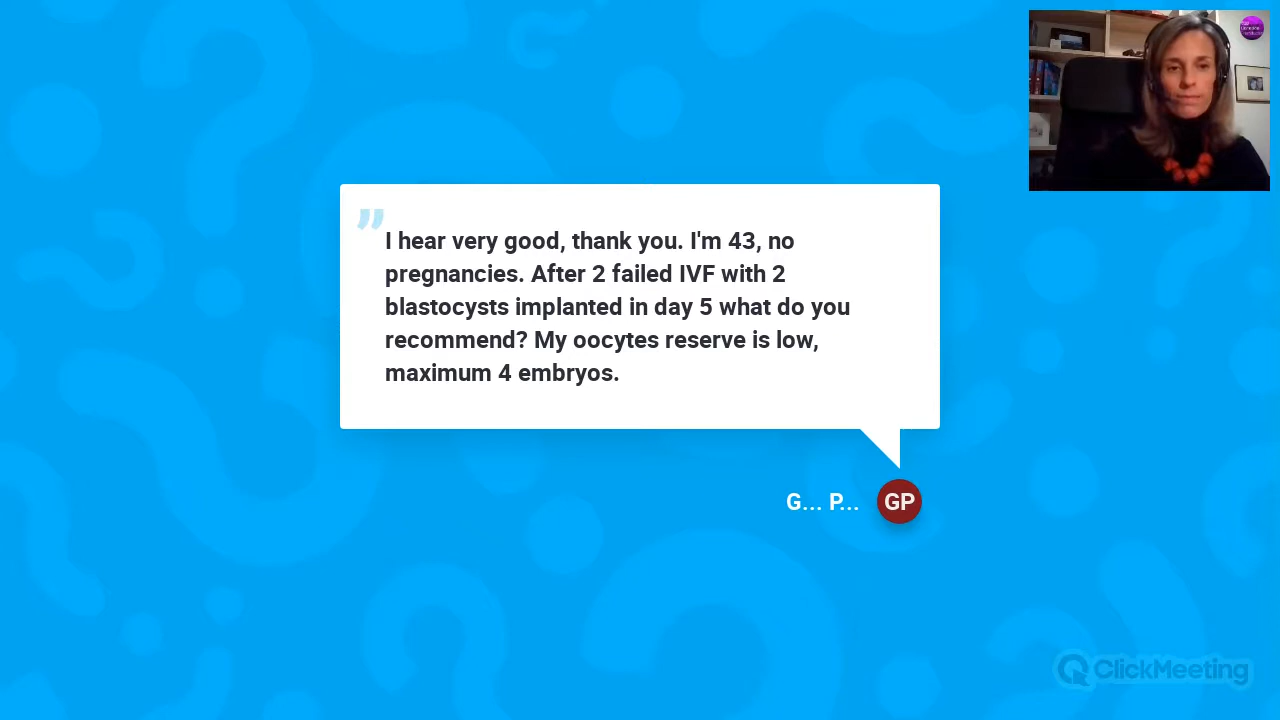 ”
I hear very good, thank you. I'm 43, no
pregnancies. After 2 failed IVF with 2
blastocysts implanted in day 5 what do you
recommend? My oocytes reserve is low,
maximum 4 embryos.
G... P... GP
ClickMeeting